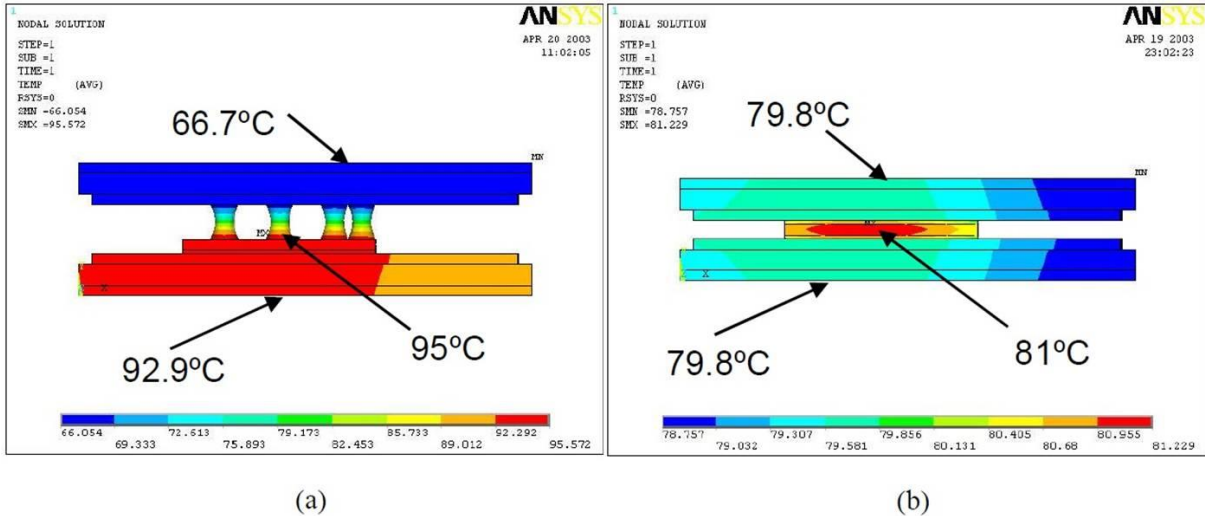 1
NODAL SOLUTION
STEP=1
SUB =1
TIME=1
TEMP (AVG)
RSYS=0
SMN =66.054
SMX =95.572
ANSYS
APR 20 2003
11:02:05
66.7ºC
MN
MX
X
95ºC
92.9ºC
66.054 72.613 79.173 85.733 92.292
69.333 75.893 82.453 89.012 95.572
(a)
1
NODAL SOLUTION
STEP=1
SUB =1
TIME=1
TEMP (AVG)
RSYS=0
SMN =78.757
SMX =81.229
ANSYS
APR 19 2003
23:02:23
79.8ºC
MN
X
79.8ºC
81ºC
78.757 79.307 79.856 80.405 80.955
79.032 79.581 80.131 80.68 81.229
(b)